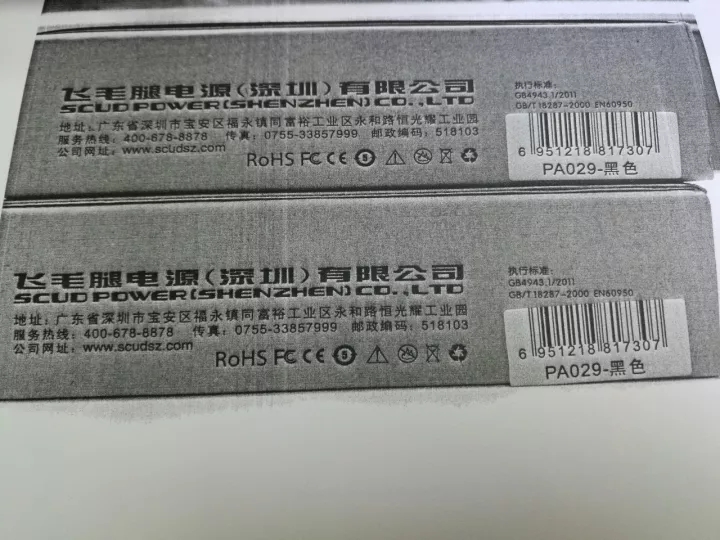 飞毛腿电源(深圳)有限公司
SCUD POWER(SHENZHEN)CO.,LTD
地址:广东省深圳市宝安区福永镇同富裕工业区永和路恒光耀工业园
服务热线:400-678-8878 传真:0755-33857999 邮政编码:518103
公司网址:www.scudsz.com
RoHS FC CE 5
执行标准:
GB4943.1/2011
GB/T 18287-2000 EN60950
6 951218 817307
PA029-黑色
飞毛腿电源(深圳)有限公司
SCUD POWER(SHENZHEN)CO.,LTD
地址:广东省深圳市宝安区福永镇同富裕工业区永和路恒光耀工业园
服务热线:400-678-8878 传真:0755-33857999 邮政编码:518103
公司网址:www.scudsz.com
RoHS FC CE 5
执行标准:
GB4943.1/2011
GB/T 18287-2000 EN60950
6 951218 817307
PA029-黑色